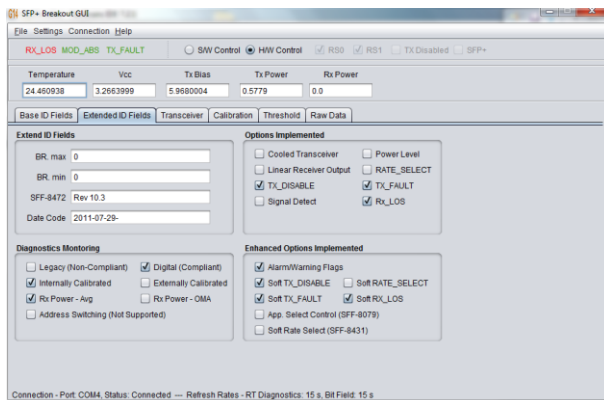 SFP+ Breakout GUI
File Settings Connection Help
RX_LOS MOD_ABS TX_FAULT S/W Control H/W Control RS0 RS1 TX Disabled SFP+
Temperature Vcc Tx Bias Tx Power Rx Power
24.460938 3.2663999 5.9680004 0.5779 0.0
Base ID Fields Extended ID Fields Transceiver Calibration Threshold Raw Data
Extend ID Fields
BR. max 0
BR. min 0
SFF-8472 Rev 10.3
Date Code 2011-07-29-
Options Implemented
Cooled Transceiver Power Level
Linear Receiver Output RATE_SELECT
TX_DISABLE TX_FAULT
Signal Detect Rx_LOS
Diagnostics Montoring
Legacy (Non-Compliant) Digital (Compliant)
Internally Calibrated Externally Calibrated
Rx Power - Avg Rx Power - OMA
Address Switching (Not Supported)
Enhanced Options Implemented
Alarm/Warning Flags
Soft TX_DISABLE Soft RATE_SELECT
Soft TX_FAULT Soft RX_LOS
App. Select Control (SFF-8079)
Soft Rate Select (SFF-8431)
Connection - Port: COM4, Status: Connected --- Refresh Rates - RT Diagnostics: 15 s, Bit Field: 15 s